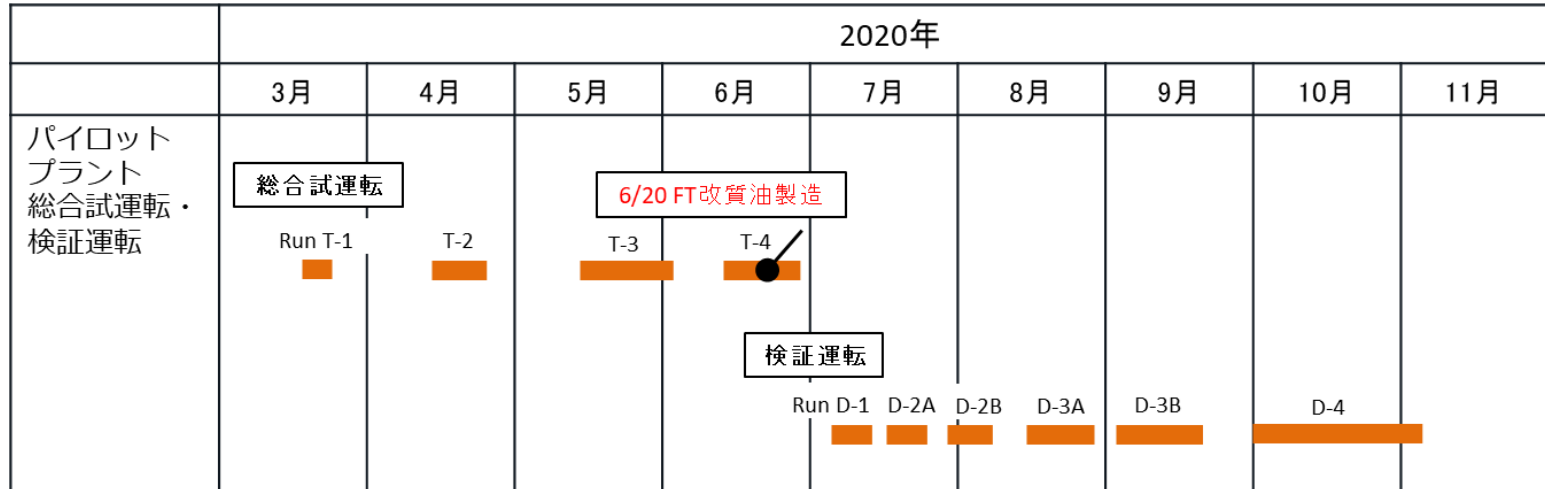 2020年
3月 4月 5月 6月 7月 8月 9月 10月 11月
パイロット
プラント
総合試運転・
検証運転
総合試運転
6/20 FT改質油製造
Run T-1 T-2 T-3 T-4
検証運転
Run D-1 D-2A D-2B D-3A D-3B D-4